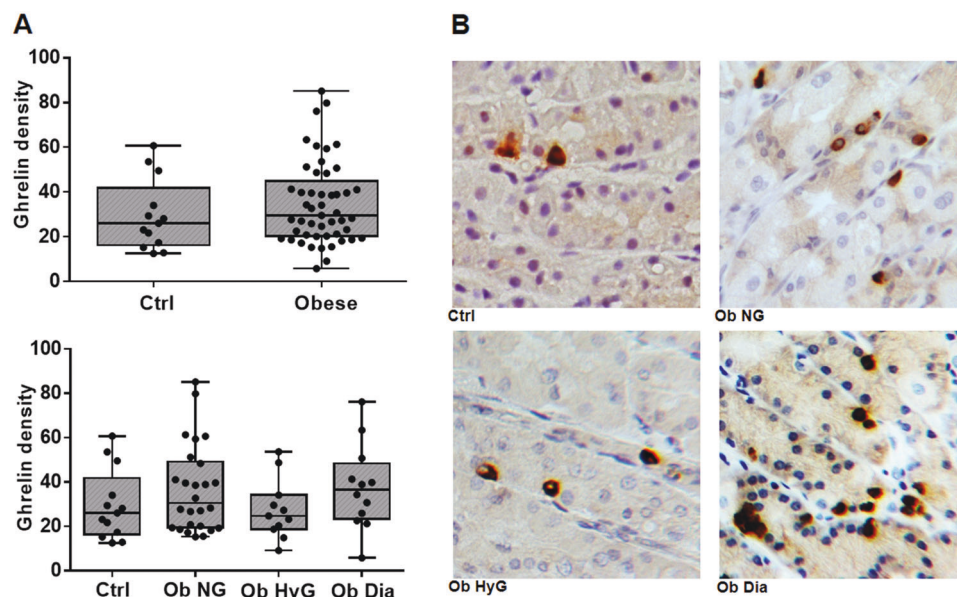 A
B
Ghrelin density
100
80
60
40
20
0
Ctrl
Obese
Ctrl
Ob NG
Ghrelin density
100
80
60
40
20
0
Ctrl
Ob NG
Ob HyG
Ob Dia
Ob HyG
Ob Dia